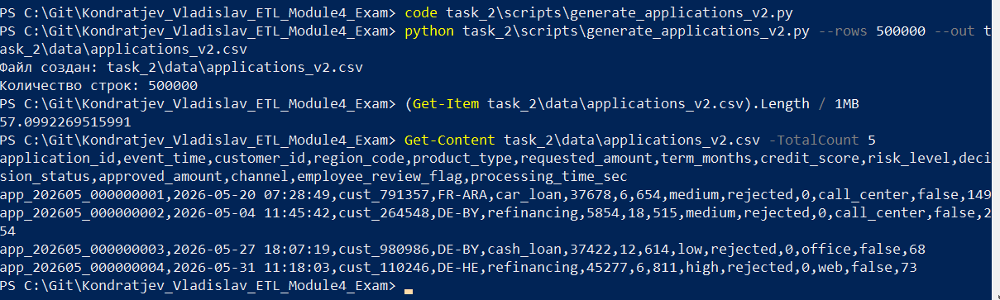 PS C:\Git\Kondratjev_Vladislav_ETL_Module4_Exam> code task_2\scripts\generate_applications_v2.py
PS C:\Git\Kondratjev_Vladislav_ETL_Module4_Exam> python task_2\scripts\generate_applications_v2.py --rows 500000 --out t
ask_2\data\applications_v2.csv
Файл создан: task_2\data\applications_v2.csv
Количество строк: 500000
PS C:\Git\Kondratjev_Vladislav_ETL_Module4_Exam> (Get-Item task_2\data\applications_v2.csv).Length / 1MB
57.0992269515991
PS C:\Git\Kondratjev_Vladislav_ETL_Module4_Exam> Get-Content task_2\data\applications_v2.csv -TotalCount 5
application_id,event_time,customer_id,region_code,product_type,requested_amount,term_months,credit_score,risk_level,deci
sion_status,approved_amount,channel,employee_review_flag,processing_time_sec
app_202605_000000001,2026-05-20 07:28:49,cust_791357,FR-ARA,car_loan,37678,6,654,medium,rejected,0,call_center,false,149
app_202605_000000002,2026-05-04 11:45:42,cust_264548,DE-BY,refinancing,5854,18,515,medium,rejected,0,call_center,false,2
54
app_202605_000000003,2026-05-27 18:07:19,cust_980986,DE-BY,cash_loan,37422,12,614,low,rejected,0,office,false,68
app_202605_000000004,2026-05-31 11:18:03,cust_110246,DE-HE,refinancing,45277,6,811,high,rejected,0,web,false,73
PS C:\Git\Kondratjev_Vladislav_ETL_Module4_Exam>